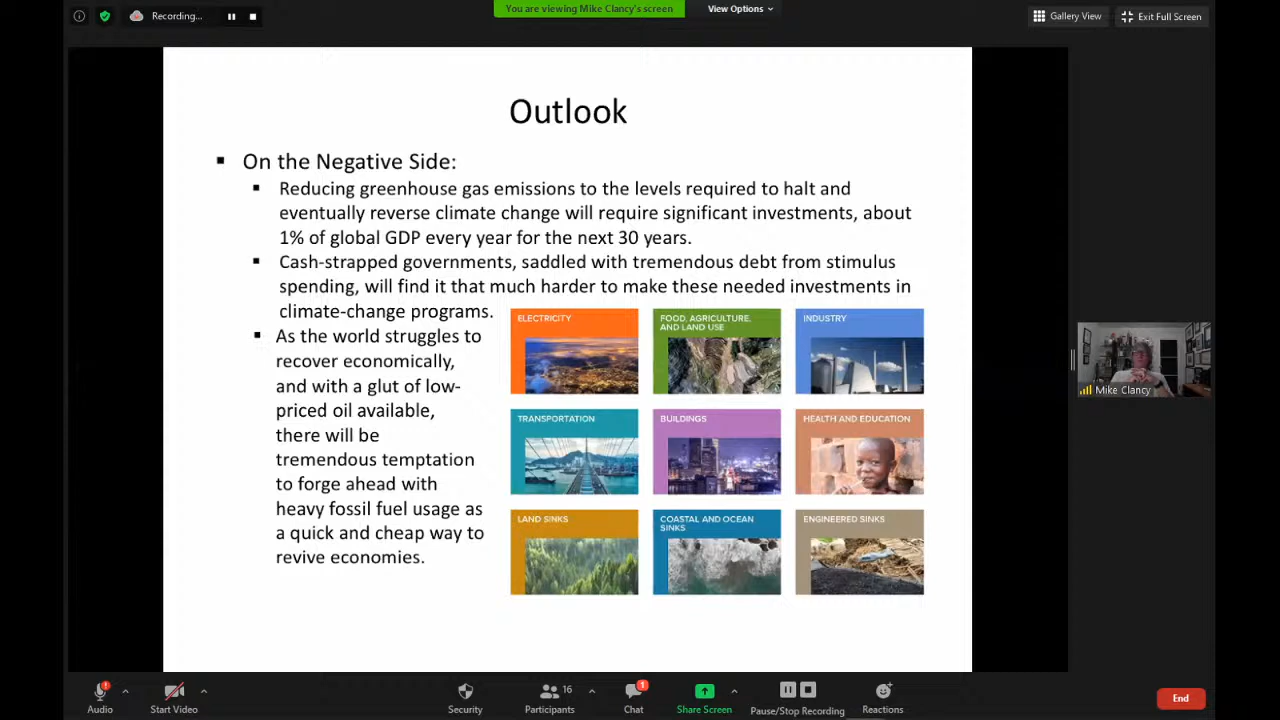 Recording...
You are viewing Mike Clancy's screen
View Options
Gallery View
Exit Full Screen
Outlook
On the Negative Side:
Reducing greenhouse gas emissions to the levels required to halt and
eventually reverse climate change will require significant investments, about
1% of global GDP every year for the next 30 years.
Cash-strapped governments, saddled with tremendous debt from stimulus
spending, will find it that much harder to make these needed investments in
climate-change programs.
As the world struggles to
recover economically,
and with a glut of low-
priced oil available,
there will be
tremendous temptation
to forge ahead with
heavy fossil fuel usage as
a quick and cheap way to
revive economies.
ELECTRICITY
FOOD, AGRICULTURE,
AND LAND USE
INDUSTRY
TRANSPORTATION
BUILDINGS
HEALTH AND EDUCATION
LAND SINKS
COASTAL AND OCEAN
SINKS
ENGINEERED SINKS
Mike Clancy
Audio
Start Video
Security
16
Participants
1
Chat
Share Screen
Pause/Stop Recording
Reactions
End